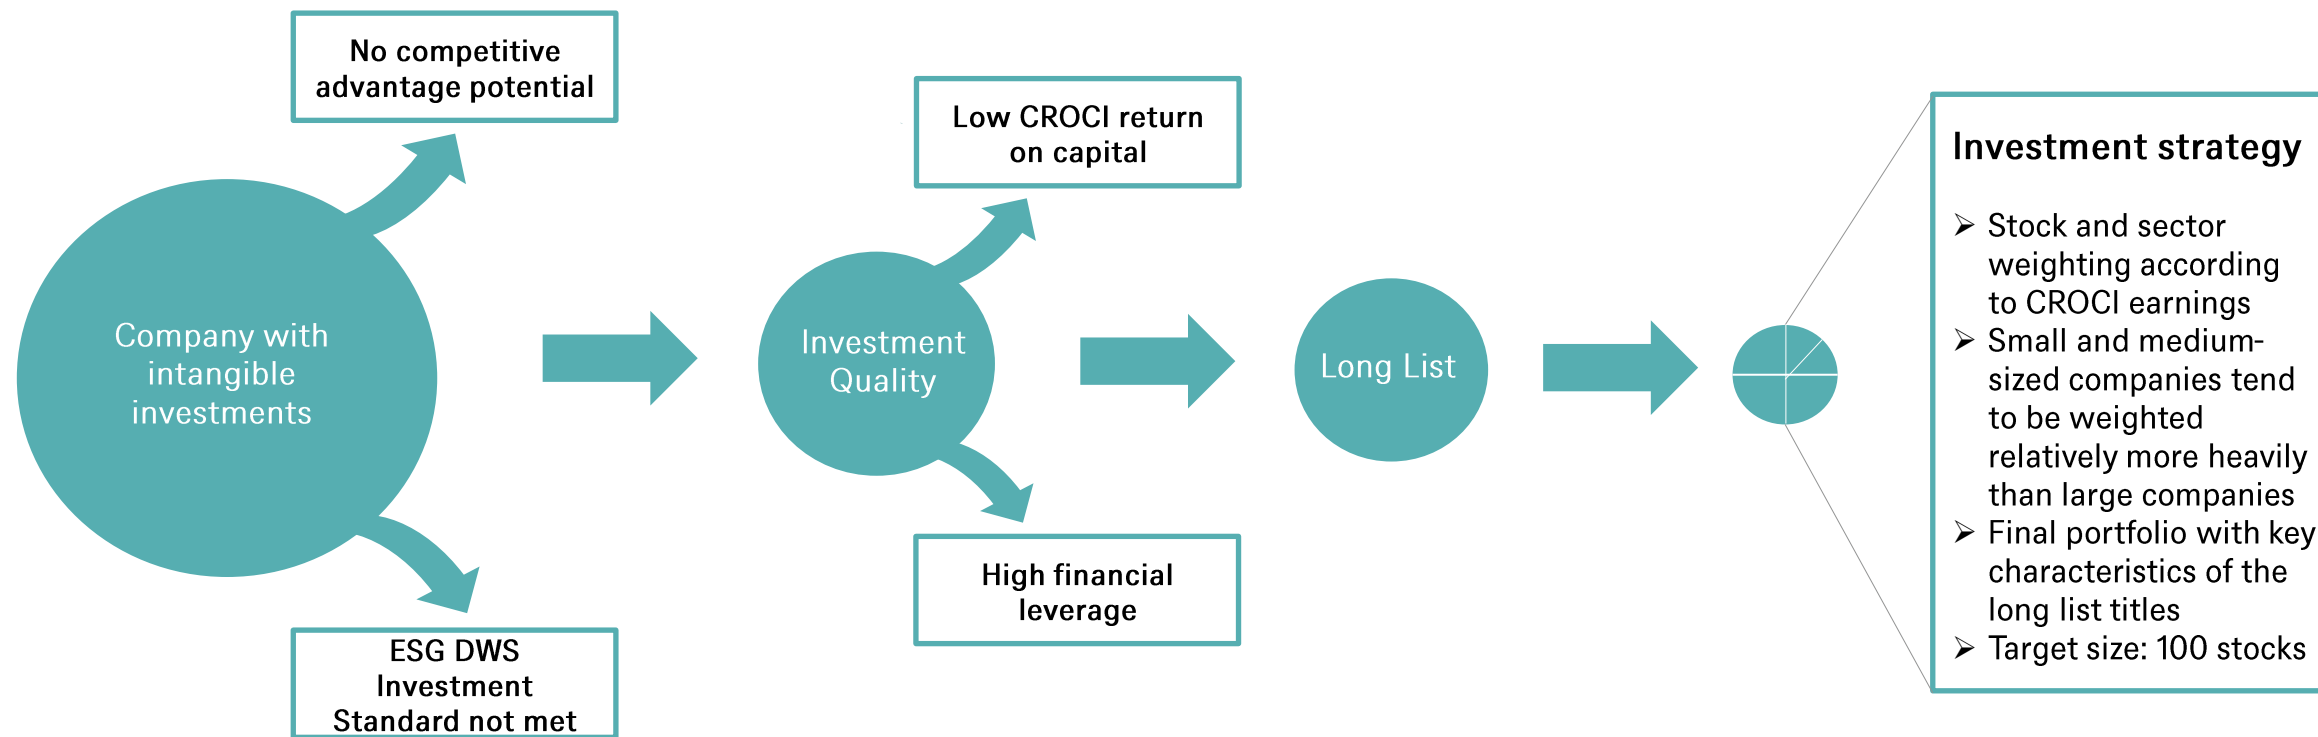 No competitive
advantage potential
Company with
intangible
investments
ESG DWS
Investment
Standard not met
Low CROCI return
on capital
Investment
Quality
High financial
leverage
Long List
Investment strategy
➢ Stock and sector
weighting according
to CROCI earnings
➢ Small and medium-
sized companies tend
to be weighted
relatively more heavily
than large companies
➢ Final portfolio with key
characteristics of the
long list titles
➢ Target size: 100 stocks